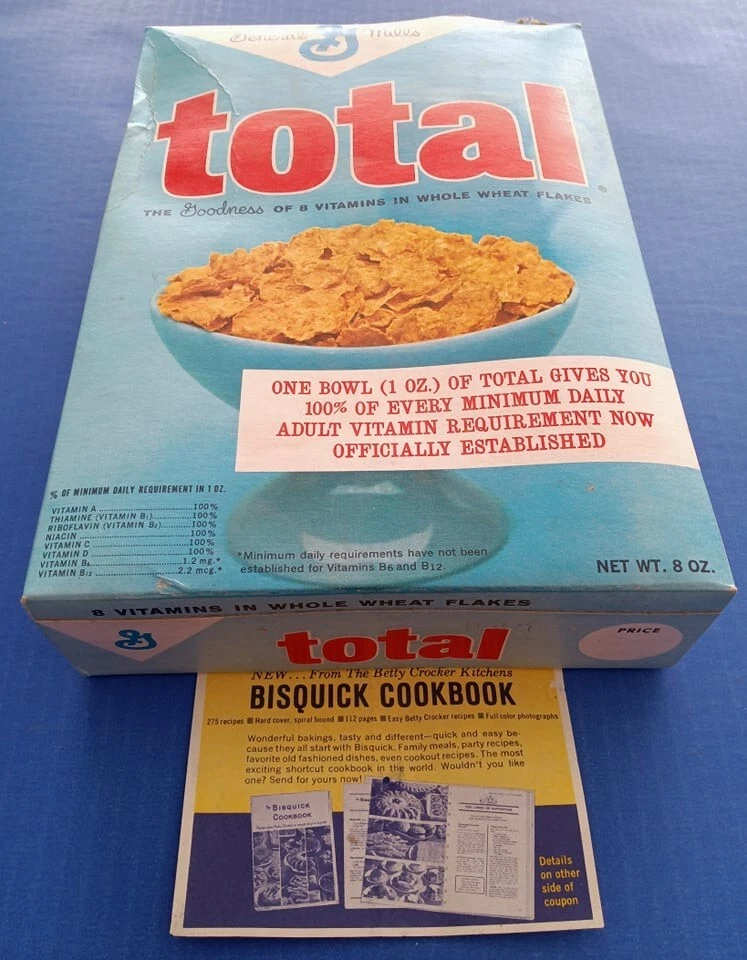 General G Mills
total®
THE Goodness OF 8 VITAMINS IN WHOLE WHEAT FLAKES
ONE BOWL (1 OZ.) OF TOTAL GIVES YOU
100% OF EVERY MINIMUM DAILY
ADULT VITAMIN REQUIREMENT NOW
OFFICIALLY ESTABLISHED
% OF MINIMUM DAILY REQUIREMENT IN 1 OZ.
VITAMIN A 100%
THIAMINE (VITAMIN B1) 100%
RIBOFLAVIN (VITAMIN B2) 100%
NIACIN 100%
VITAMIN C 100%
VITAMIN D 100%
VITAMIN B6 1.2 mg.*
VITAMIN B12 2.2 mcg.*
*Minimum daily requirements have not been
established for Vitamins B6 and B12.
NET WT. 8 OZ.
8 VITAMINS IN WHOLE WHEAT FLAKES
G total PRICE
NEW... From The Betty Crocker Kitchens
BISQUICK COOKBOOK
275 recipes ■ Hard cover, spiral bound ■ 112 pages ■ Easy Betty Crocker recipes ■ Full color photographs
Wonderful bakings, tasty and different—quick and easy be-
cause they all start with Bisquick. Family meals, party recipes,
favorite old fashioned dishes, even cookout recipes. The most
exciting shortcut cookbook in the world. Wouldn't you like
one? Send for yours now!
BISQUICK
COOKBOOK
Details
on other
side of
coupon